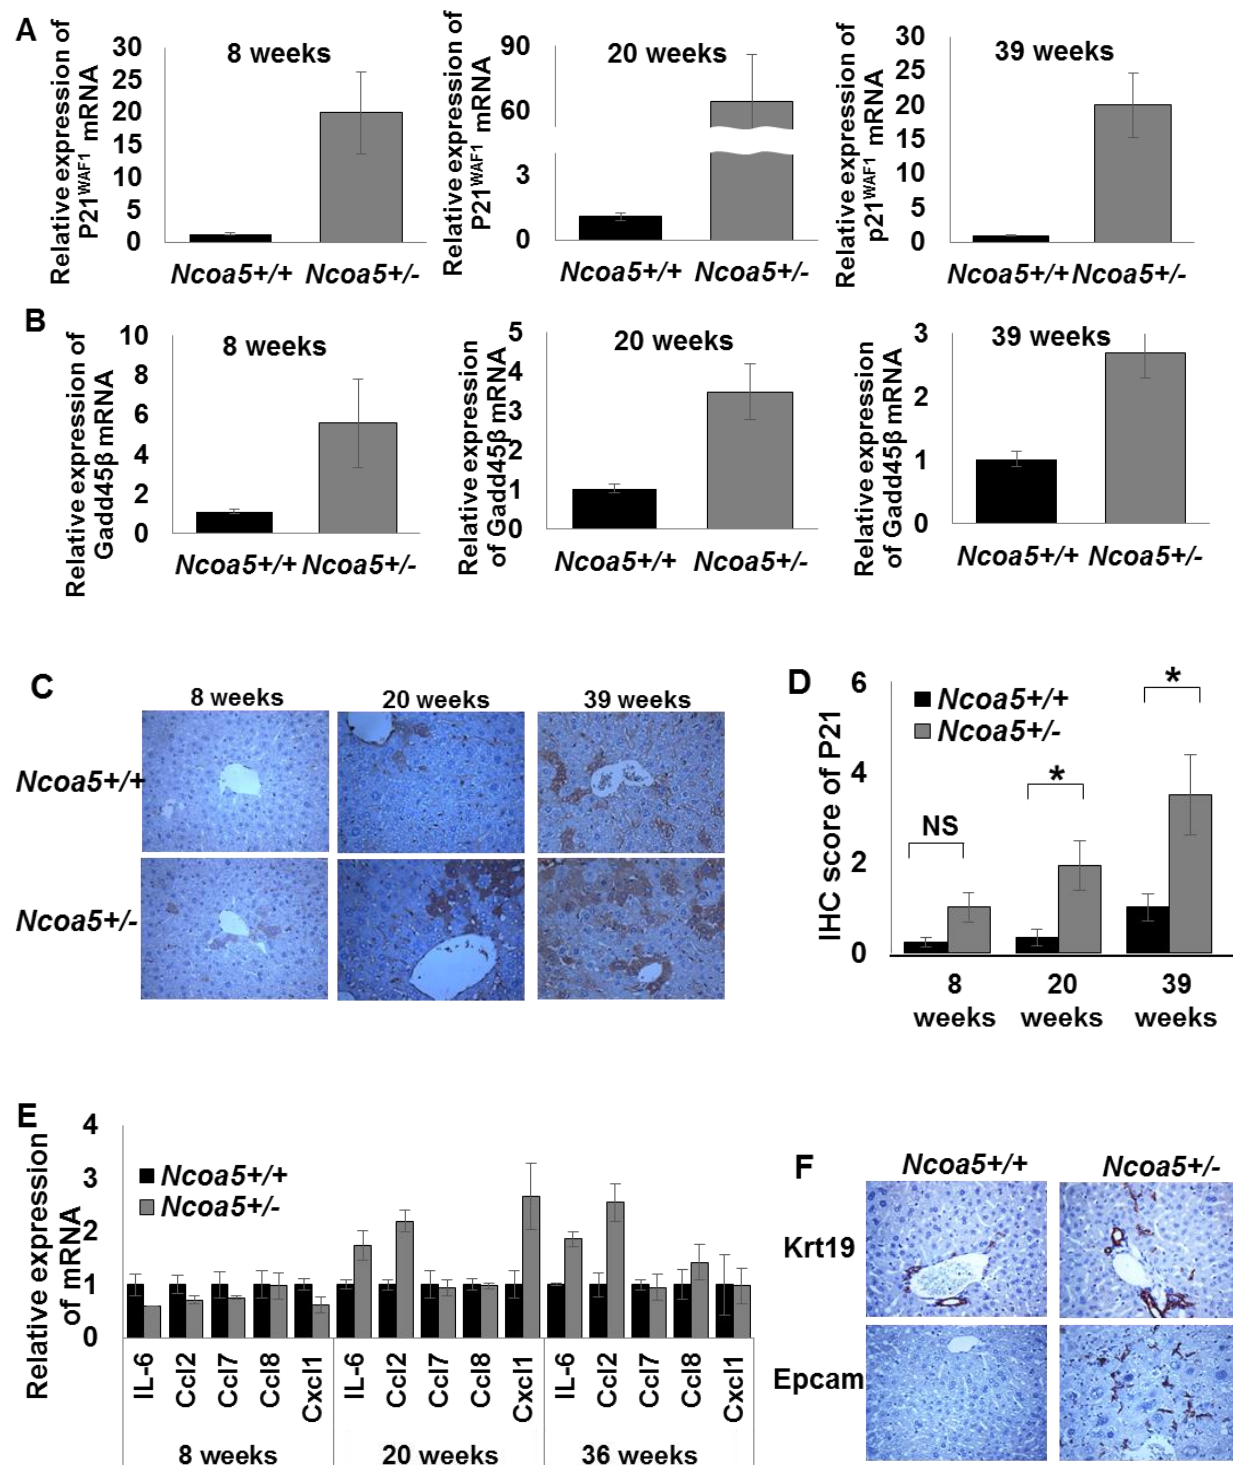 A
Relative expression of
P21WAF1 mRNA
30
25
20
15
10
5
0
8 weeks
Ncoa5+/+ Ncoa5+/-
Relative expression of
P21WAF1 mRNA
90
60
3
0
20 weeks
Ncoa5+/+ Ncoa5+/-
Relative expression of
p21WAF1 mRNA
30
25
20
15
10
5
0
39 weeks
Ncoa5+/+ Ncoa5+/-
B
Relative expression of
Gadd45β mRNA
10
8
6
4
2
0
8 weeks
Ncoa5+/+ Ncoa5+/-
Relative expression
of Gadd45β mRNA
5
4
3
2
1
0
20 weeks
Ncoa5+/+ Ncoa5+/-
Relative expression
of Gadd45β mRNA
3
2
1
0
39 weeks
Ncoa5+/+ Ncoa5+/-
C
8 weeks 20 weeks 39 weeks
Ncoa5+/+
Ncoa5+/-
D
IHC score of P21
6
4
2
0
Ncoa5+/+
Ncoa5+/-
NS
*
*
8 20 39
weeks weeks weeks
E
Relative expression
of mRNA
4
3
2
1
0
Ncoa5+/+
Ncoa5+/-
IL-6 Ccl2 Ccl7 Ccl8 Cxcl1 IL-6 Ccl2 Ccl7 Ccl8 Cxcl1 IL-6 Ccl2 Ccl7 Ccl8 Cxcl1
8 weeks 20 weeks 36 weeks
F
Ncoa5+/+ Ncoa5+/-
Krt19
Epcam